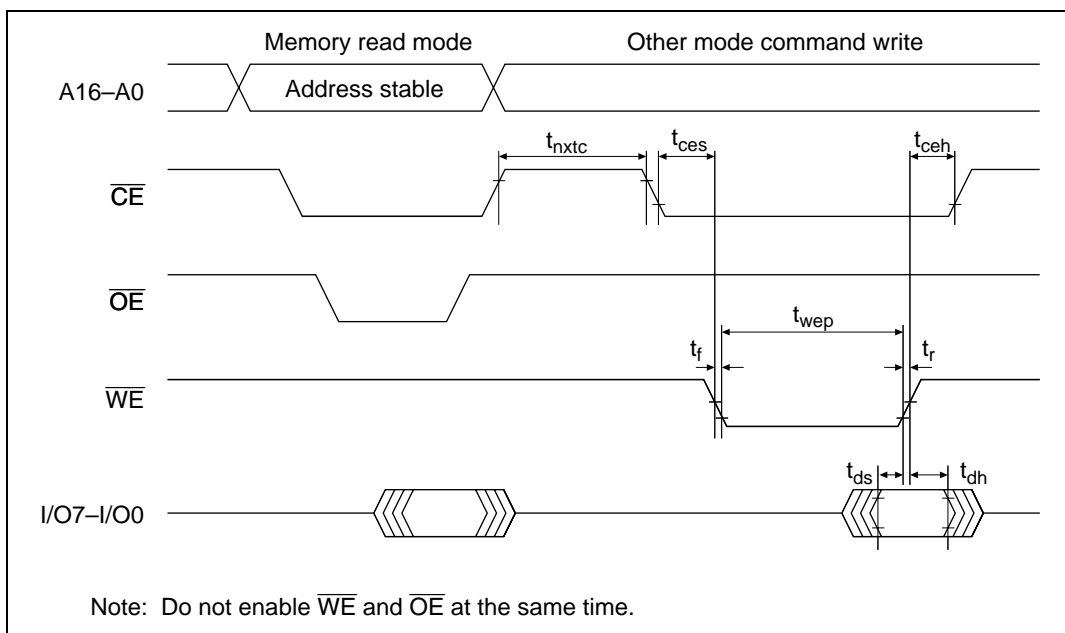 Memory read mode
Other mode command write
A16–A0
Address stable
tnxtc
tces
tceh
CE
OE
twep
tf
tr
WE
tds
tdh
I/O7–I/O0
Note: Do not enable WE and OE at the same time.